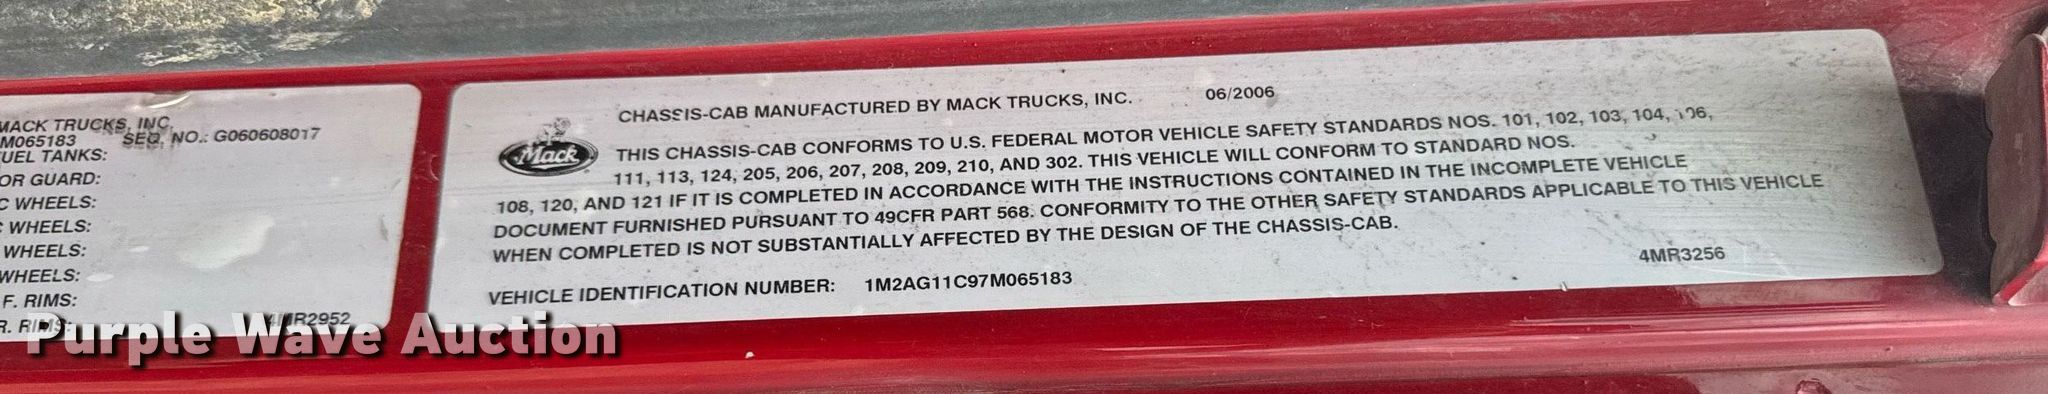 MACK TRUCKS, INC.
M065183 SEQ. NO.: G060608017
UEL TANKS:
OR GUARD:
C WHEELS:
WHEELS:
WHEELS:
WHEELS:
F. RIMS:
R. RIMS:
4MR2952
CHASSIS-CAB MANUFACTURED BY MACK TRUCKS, INC. 06/2006
Mack
THIS CHASSIS-CAB CONFORMS TO U.S. FEDERAL MOTOR VEHICLE SAFETY STANDARDS NOS. 101, 102, 103, 104, 106,
111, 113, 124, 205, 206, 207, 208, 209, 210, AND 302. THIS VEHICLE WILL CONFORM TO STANDARD NOS.
108, 120, AND 121 IF IT IS COMPLETED IN ACCORDANCE WITH THE INSTRUCTIONS CONTAINED IN THE INCOMPLETE VEHICLE
DOCUMENT FURNISHED PURSUANT TO 49CFR PART 568. CONFORMITY TO THE OTHER SAFETY STANDARDS APPLICABLE TO THIS VEHICLE
WHEN COMPLETED IS NOT SUBSTANTIALLY AFFECTED BY THE DESIGN OF THE CHASSIS-CAB.
4MR3256
VEHICLE IDENTIFICATION NUMBER: 1M2AG11C97M065183
Purple Wave Auction